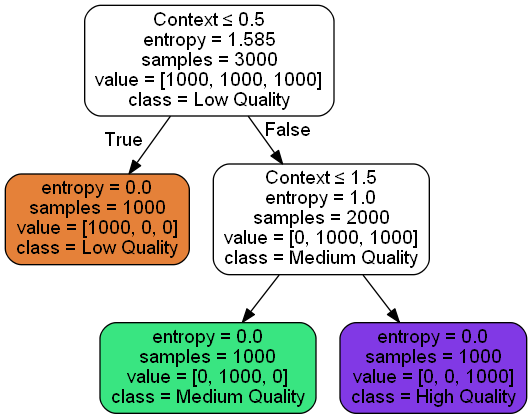 Context ≤ 0.5
entropy = 1.585
samples = 3000
value = [1000, 1000, 1000]
class = Low Quality
True
False
entropy = 0.0
samples = 1000
value = [1000, 0, 0]
class = Low Quality
Context ≤ 1.5
entropy = 1.0
samples = 2000
value = [0, 1000, 1000]
class = Medium Quality
entropy = 0.0
samples = 1000
value = [0, 1000, 0]
class = Medium Quality
entropy = 0.0
samples = 1000
value = [0, 0, 1000]
class = High Quality